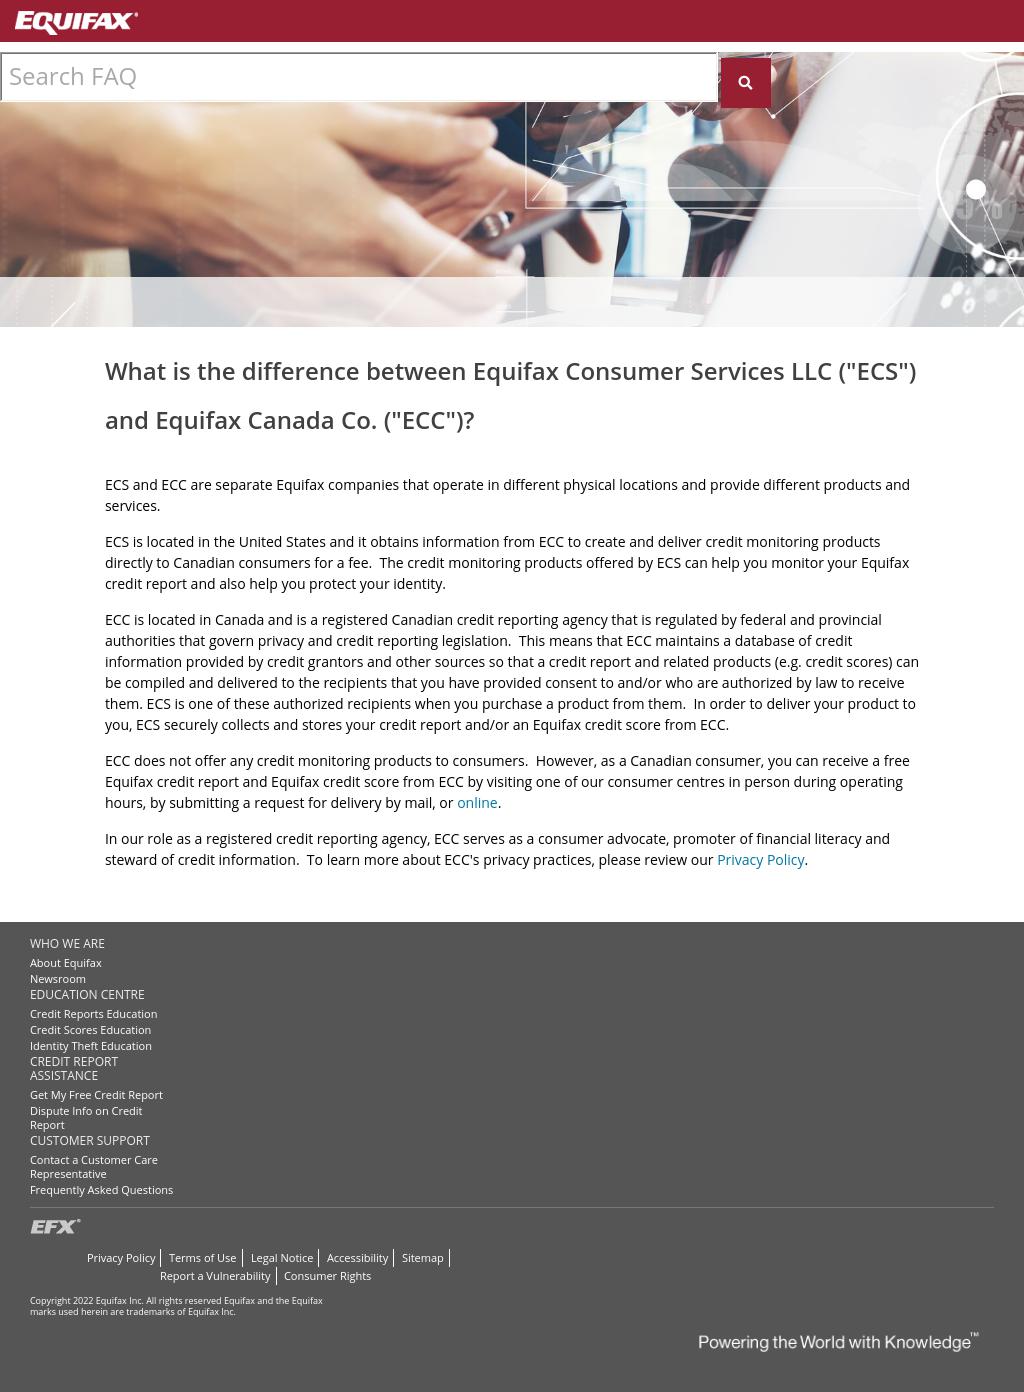 EQUIFAX
Search FAQ
What is the difference between Equifax Consumer Services LLC ("ECS")
and Equifax Canada Co. ("ECC")?
ECS and ECC are separate Equifax companies that operate in different physical locations and provide different products and
services.
ECS is located in the United States and it obtains information from ECC to create and deliver credit monitoring products
directly to Canadian consumers for a fee.  The credit monitoring products offered by ECS can help you monitor your Equifax
credit report and also help you protect your identity.
ECC is located in Canada and is a registered Canadian credit reporting agency that is regulated by federal and provincial
authorities that govern privacy and credit reporting legislation.  This means that ECC maintains a database of credit
information provided by credit grantors and other sources so that a credit report and related products (e.g. credit scores) can
be compiled and delivered to the recipients that you have provided consent to and/or who are authorized by law to receive
them. ECS is one of these authorized recipients when you purchase a product from them.  In order to deliver your product to
you, ECS securely collects and stores your credit report and/or an Equifax credit score from ECC.
ECC does not offer any credit monitoring products to consumers.  However, as a Canadian consumer, you can receive a free
Equifax credit report and Equifax credit score from ECC by visiting one of our consumer centres in person during operating
hours, by submitting a request for delivery by mail, or online.
In our role as a registered credit reporting agency, ECC serves as a consumer advocate, promoter of financial literacy and
steward of credit information.  To learn more about ECC's privacy practices, please review our Privacy Policy.
WHO WE ARE
About Equifax
Newsroom
EDUCATION CENTRE
Credit Reports Education
Credit Scores Education
Identity Theft Education
CREDIT REPORT
ASSISTANCE
Get My Free Credit Report
Dispute Info on Credit
Report
CUSTOMER SUPPORT
Contact a Customer Care
Representative
Frequently Asked Questions
EFX®
Privacy Policy | Terms of Use | Legal Notice | Accessibility | Sitemap |
Report a Vulnerability | Consumer Rights
Copyright 2022 Equifax Inc. All rights reserved Equifax and the Equifax
marks used herein are trademarks of Equifax Inc.
Powering the World with Knowledge™